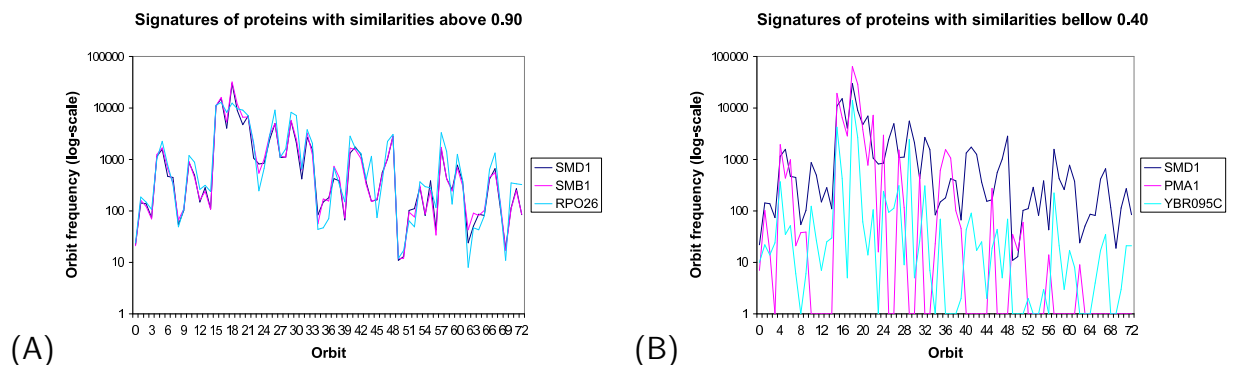 Signatures of proteins with similarities above 0.90
Orbit frequency (log-scale)
100000
10000
1000
100
10
1
0 3 6 9 12 15 18 21 24 27 30 33 36 39 42 45 48 51 54 57 60 63 66 69 72
Orbit
SMD1
SMB1
RPO26
(A)
Signatures of proteins with similarities bellow 0.40
Orbit frequency (log-scale)
100000
10000
1000
100
10
1
0 4 8 12 16 20 24 28 32 36 40 44 48 52 56 60 64 68 72
Orbit
SMD1
PMA1
YBR095C
(B)